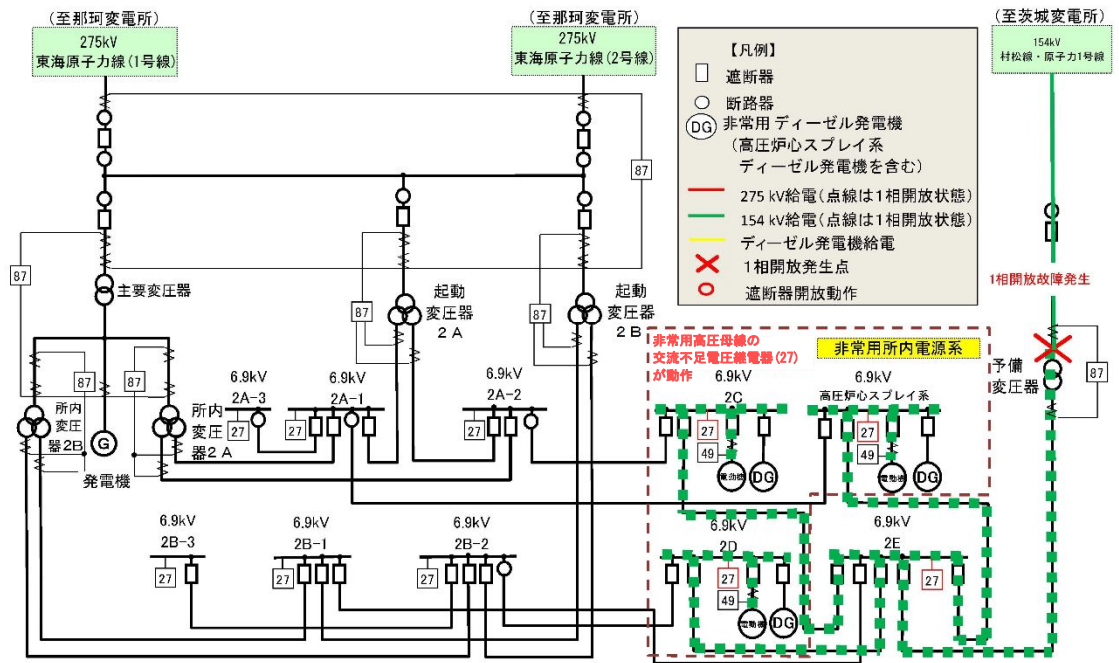 (至那珂変電所)
275kV
東海原子力線(1号線)
(至那珂変電所)
275kV
東海原子力線(2号線)
(至茨城変電所)
154kV
村松線・原子力1号線
【凡例】
遮断器
断路器
DG
非常用 ディーゼル発電機
(高圧炉心スプレイ系
ディーゼル発電機を含む)
275 kV給電(点線は1相開放状態)
154 kV給電(点線は1相開放状態)
ディーゼル発電機給電
1相開放発生点
遮断器開放動作
87
87
87
87
主要変圧器
起動
変圧器
2A
起動
変圧器
2B
1相開放故障発生
予備
変圧器
87
87
87
所内
変圧
器2B
G
発電機
所内
変圧
器2A
6.9kV
2A-3
27
6.9kV
2A-1
27
6.9kV
2A-2
27
非常用高圧母線の
交流不足電圧継電器(27)
が動作
非常用所内電源系
6.9kV
2C
27
49
電動機
DG
6.9kV
高圧炉心スプレイ系
27
49
電動機
DG
6.9kV
2B-3
27
6.9kV
2B-1
27
6.9kV
2B-2
27
6.9kV
2D
27
49
電動機
DG
6.9kV
2E
27